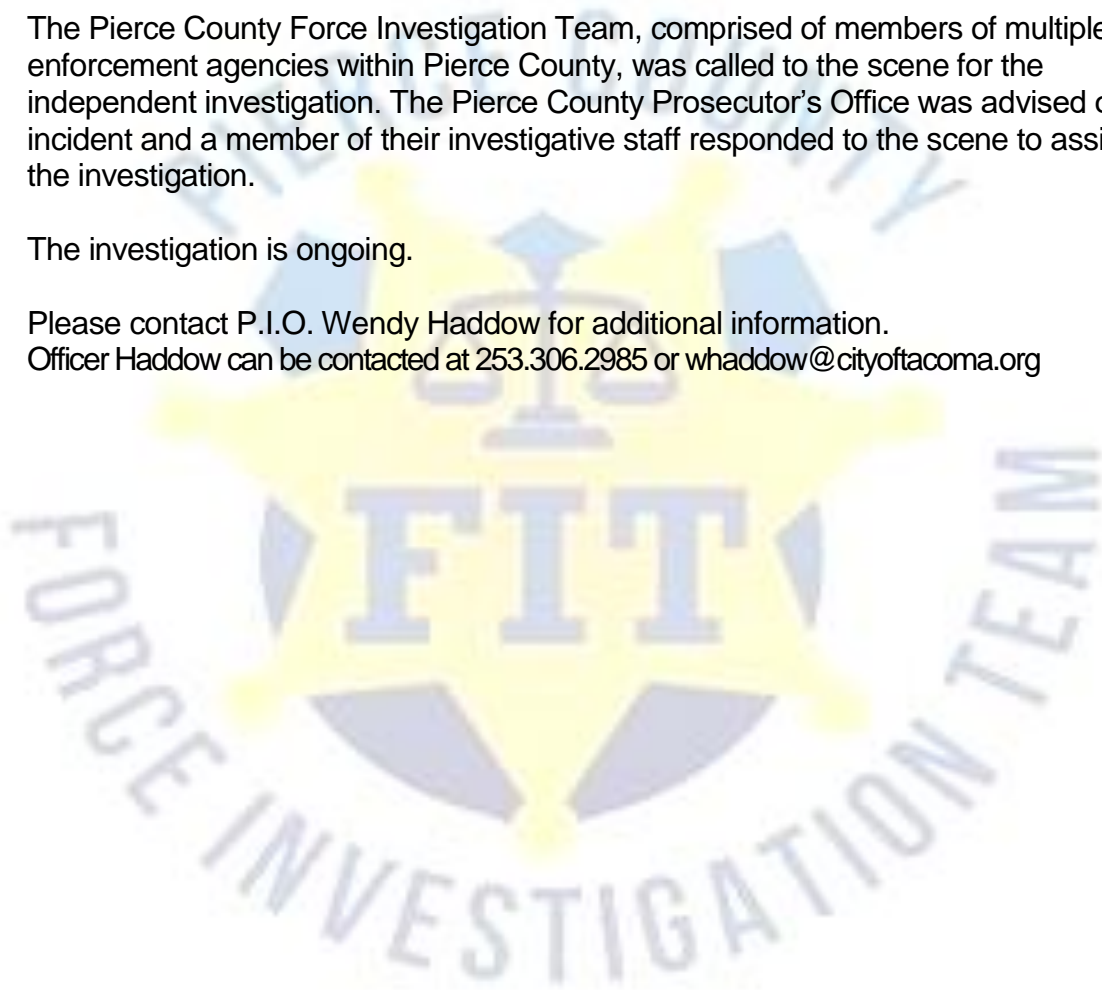 The Pierce County Force Investigation Team, comprised of members of multiple
enforcement agencies within Pierce County, was called to the scene for the
independent investigation. The Pierce County Prosecutor’s Office was advised
incident and a member of their investigative staff responded to the scene to
the investigation.
The investigation is ongoing.
Please contact P.I.O. Wendy Haddow for additional information.
Officer Haddow can be contacted at 253.306.2985 or whaddow@cityoftacoma.org
PIERCE COUNTY
FIT
FORCE INVESTIGATION TEAM